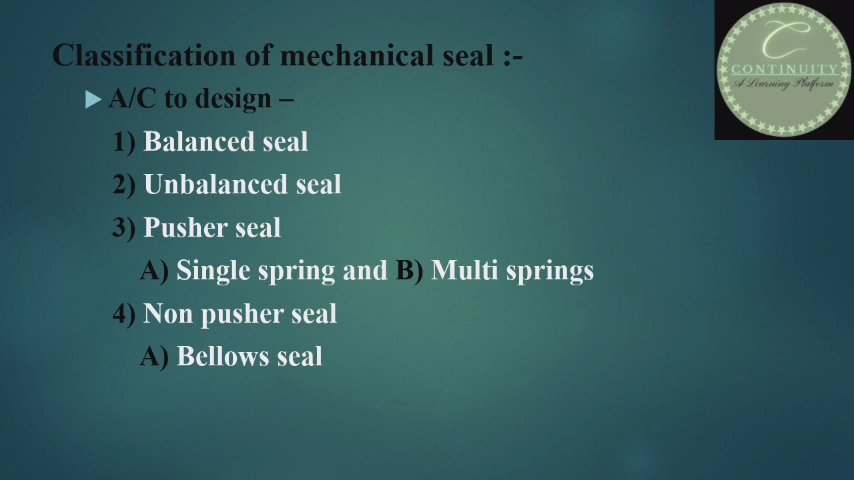 Classification of mechanical seal :-
A/C to design –
1) Balanced seal
2) Unbalanced seal
3) Pusher seal
A) Single spring and B) Multi springs
4) Non pusher seal
A) Bellows seal
C
CONTINUITY
A Learning Platform